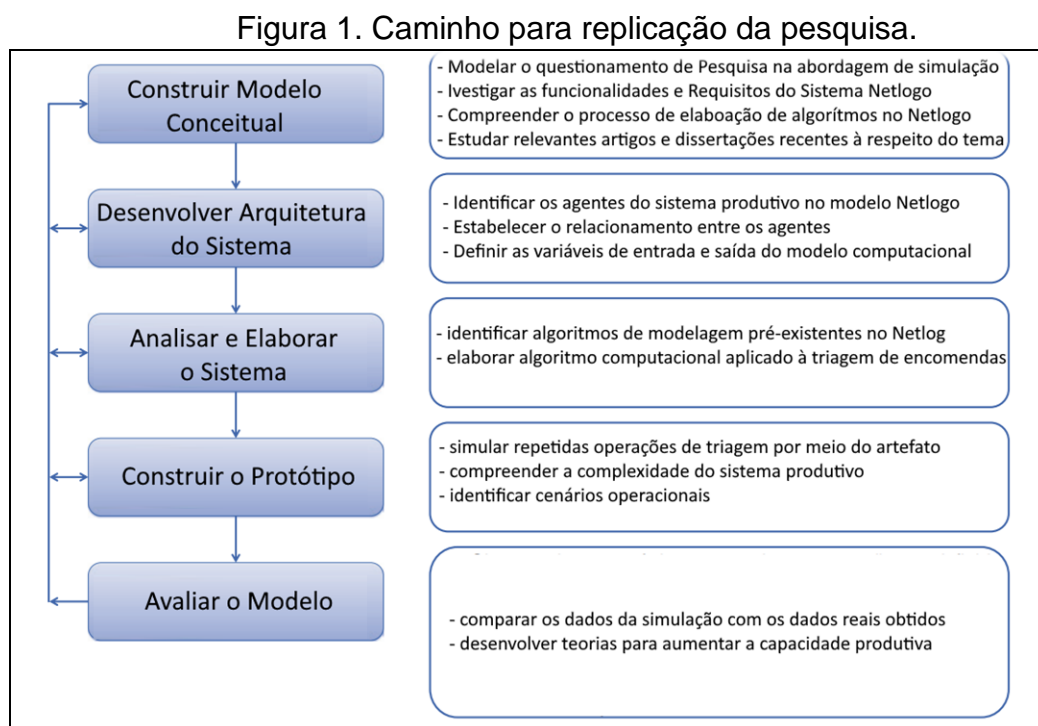 Figura 1. Caminho para replicação da pesquisa.
Construir Modelo
Conceitual
- Modelar o questionamento de Pesquisa na abordagem de simulação
- Ivestigar as funcionalidades e Requisitos do Sistema Netlogo
- Compreender o processo de elaboação de algorítmos no Netlogo
- Estudar relevantes artigos e dissertações recentes à respeito do tema
Desenvolver Arquitetura
do Sistema
- Identificar os agentes do sistema produtivo no modelo Netlogo
- Estabelecer o relacionamento entre os agentes
- Definir as variáveis de entrada e saída do modelo computacional
Analisar e Elaborar
o Sistema
- identificar algoritmos de modelagem pré-existentes no Netlog
- elaborar algoritmo computacional aplicado à triagem de encomendas
Construir o Protótipo
- simular repetidas operações de triagem por meio do artefato
- compreender a complexidade do sistema produtivo
- identificar cenários operacionais
Avaliar o Modelo
- comparar os dados da simulação com os dados reais obtidos
- desenvolver teorias para aumentar a capacidade produtiva